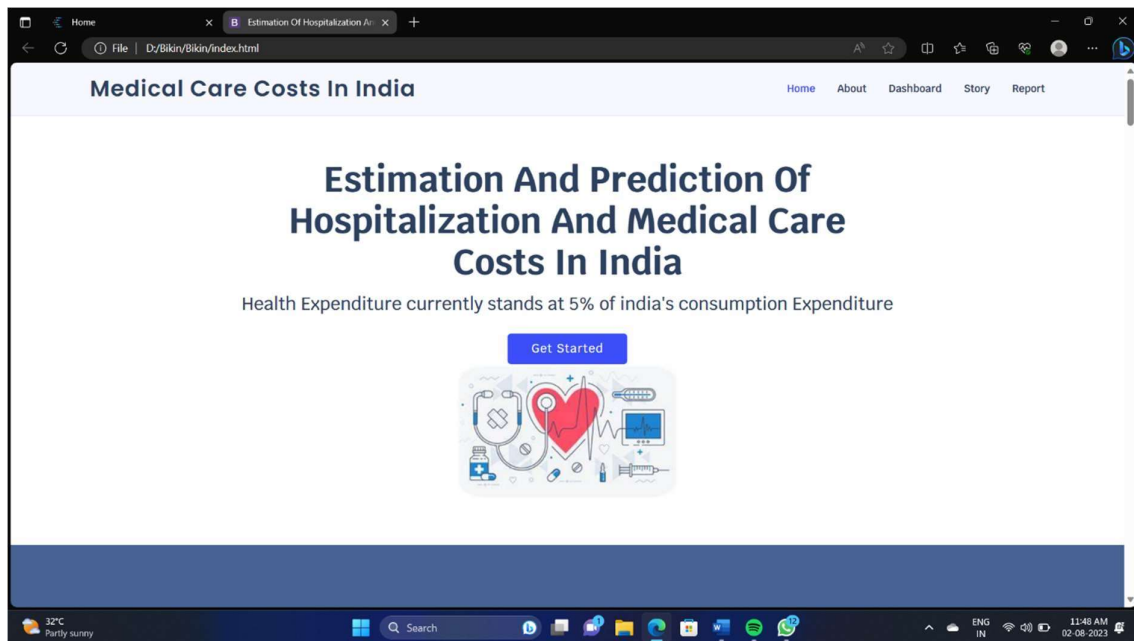 Home
B Estimation Of Hospitalization An
File | D:/Bikin/Bikin/index.html
Medical Care Costs In India
Home About Dashboard Story Report
Estimation And Prediction Of
Hospitalization And Medical Care
Costs In India
Health Expenditure currently stands at 5% of india's consumption Expenditure
Get Started
32°C
Partly sunny
Search
1
W
12
ENG
IN
11:48 AM
02-08-2023